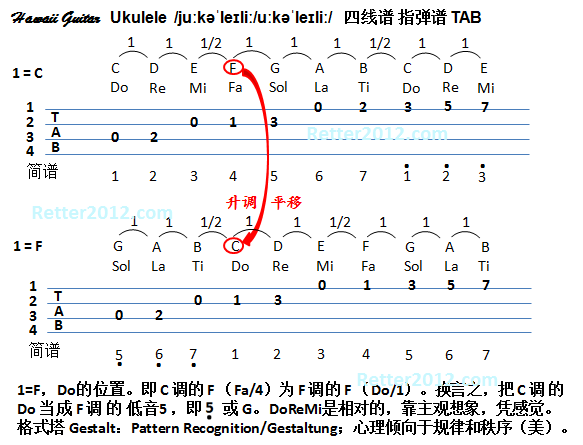 Hawaii Guitar Ukulele /juːkəˈleɪliː/uːkəˈleɪliː/ 四线谱 指弹谱 TAB
1 1 1/2 1 1 1 1/2 1 1
1 = C C D E F G A B C D E
Do Re Mi Fa Sol La Ti Do Re Mi
1 0 2 3 5 7
2 T 0 1 3
3 A 0 2
4 B
Retter2012.com
简谱 1 2 3 4 5 6 7 1̇ 2̇ 3̇
升调 平移
Retter2012.com
1 1 1/2 1 1 1/2 1 1 1
1 = F G A B C D E F G A B
Sol La Ti Do Re Mi Fa Sol La Ti
1 0 1 3 5 7
2 T 0 1 3
3 A 0 2
4 B
简谱 5̣ 6̣ 7̣ 1 2 3 4 5 6 7
Retter2012.com
1=F，Do的位置。即 C 调的 F（Fa/4）为 F 调的 F（Do/1）。换言之，把 C 调 的
Do 当成 F 调 的 低音5，即 5̣ 或 G。DoReMi是相对的，靠主观想象，凭感觉。
格式塔 Gestalt：Pattern Recognition/Gestaltung；心理倾向于规律和秩序（美）。